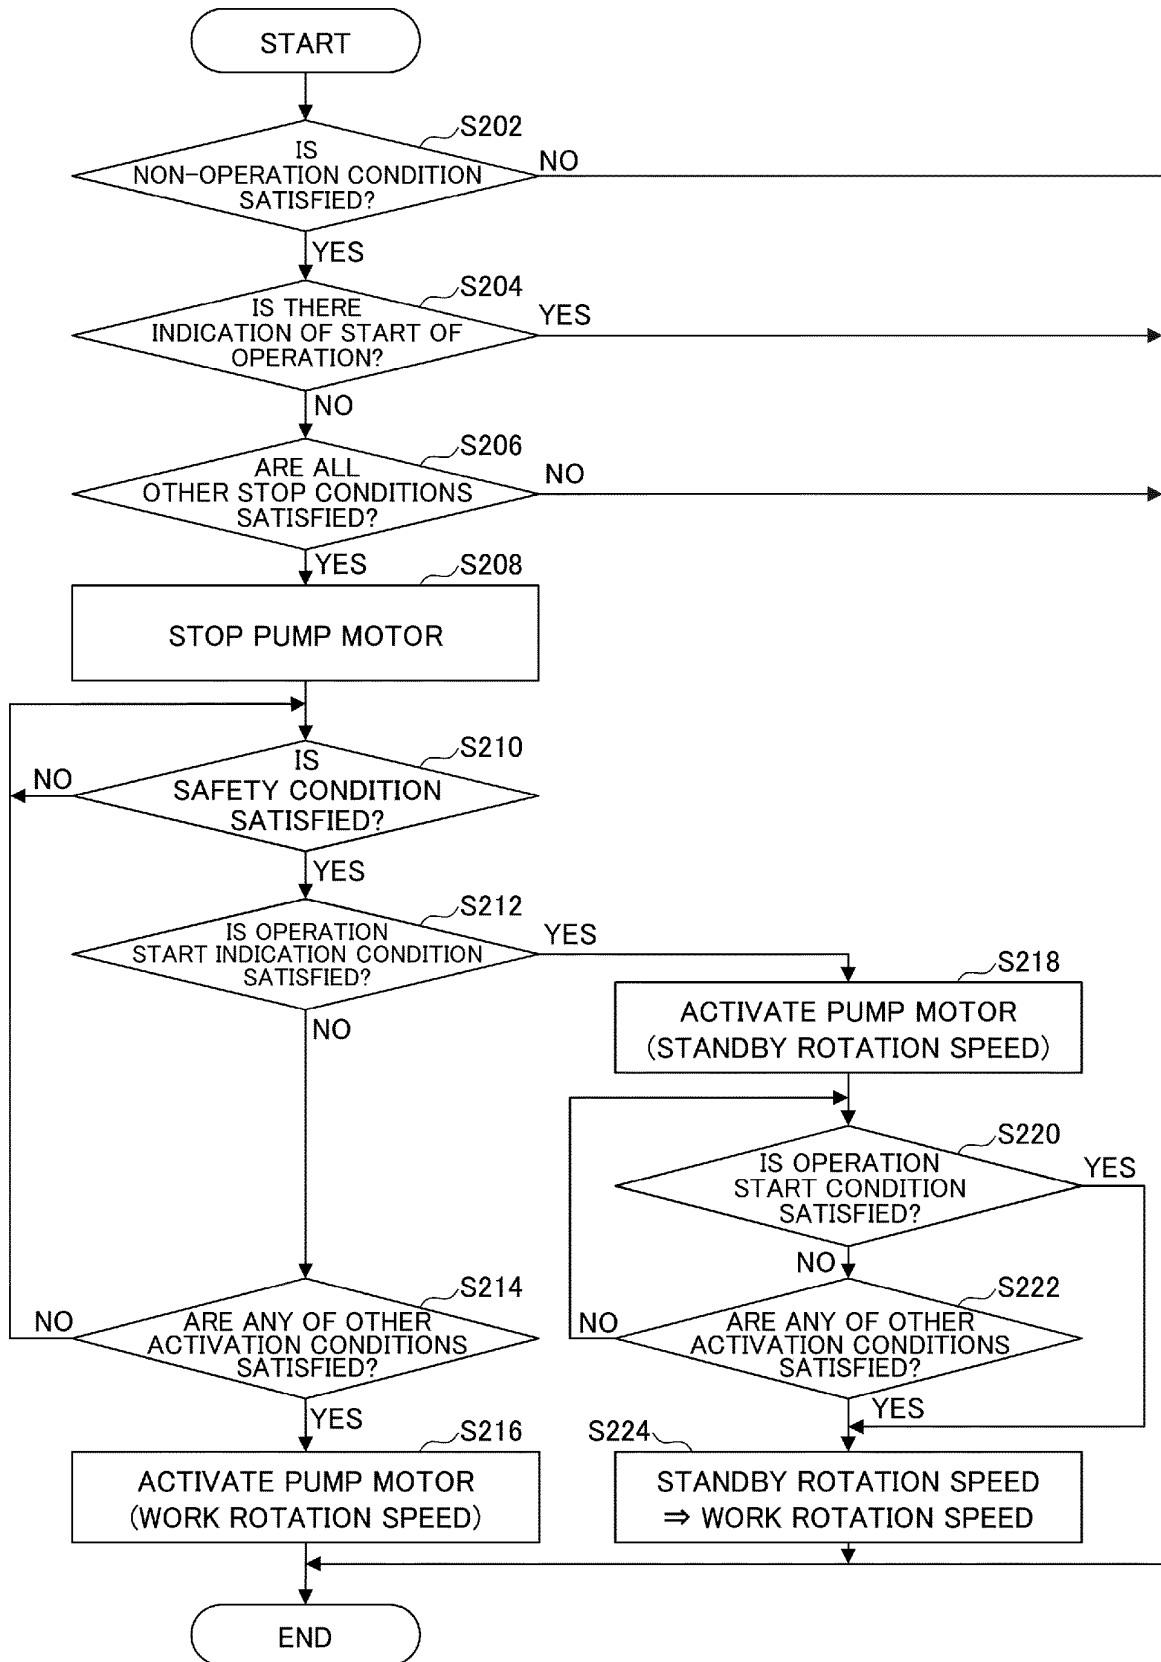 START
S202
IS
NON-OPERATION CONDITION
SATISFIED?
NO
YES
S204
IS THERE
INDICATION OF START OF
OPERATION?
YES
NO
S206
ARE ALL
OTHER STOP CONDITIONS
SATISFIED?
NO
YES
S208
STOP PUMP MOTOR
S210
IS
SAFETY CONDITION
SATISFIED?
NO
YES
S212
IS OPERATION
START INDICATION CONDITION
SATISFIED?
YES
NO
S218
ACTIVATE PUMP MOTOR
(STANDBY ROTATION SPEED)
S220
IS OPERATION
START CONDITION
SATISFIED?
YES
NO
S214
ARE ANY OF OTHER
ACTIVATION CONDITIONS
SATISFIED?
NO
YES
S222
ARE ANY OF OTHER
ACTIVATION CONDITIONS
SATISFIED?
NO
YES
S216
ACTIVATE PUMP MOTOR
(WORK ROTATION SPEED)
S224
STANDBY ROTATION SPEED
⇒ WORK ROTATION SPEED
END